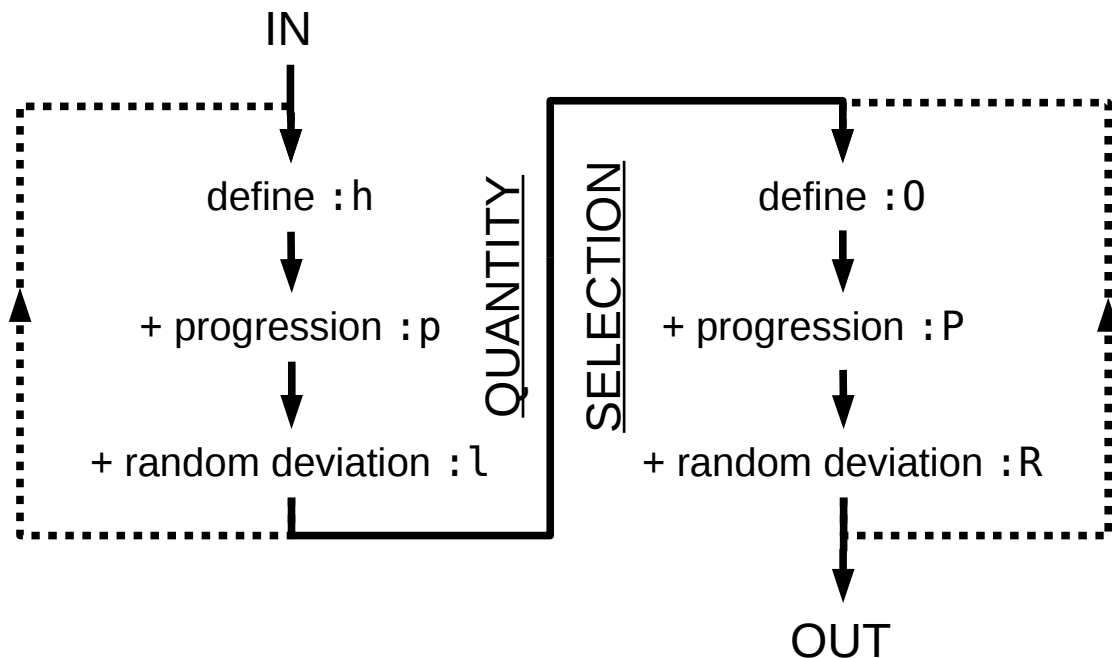 IN
define :h
+ progression :p
+ random deviation :l
QUANTITY
SELECTION
define :O
+ progression :P
+ random deviation :R
OUT